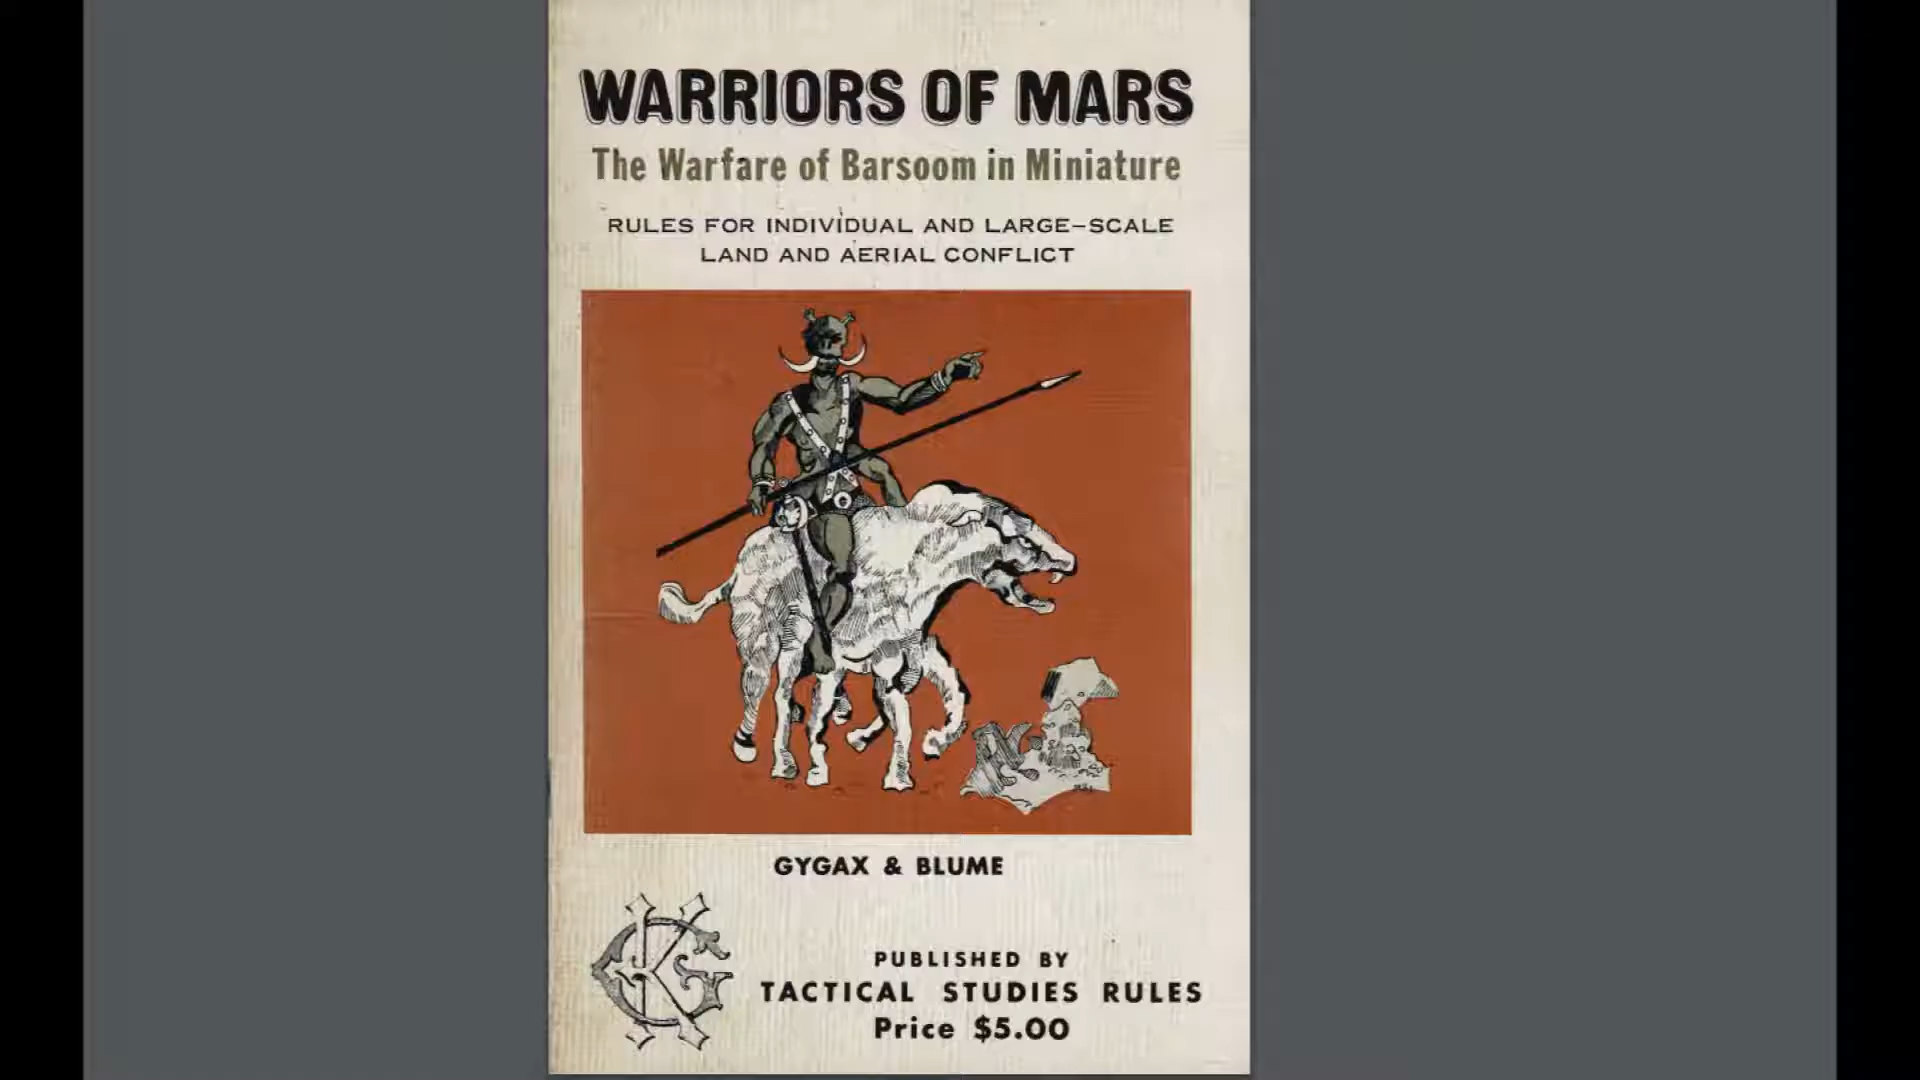 WARRIORS OF MARS
The Warfare of Barsoom in Miniature
RULES FOR INDIVIDUAL AND LARGE-SCALE
LAND AND AERIAL CONFLICT
GYGAX & BLUME
GK
PUBLISHED BY
TACTICAL STUDIES RULES
Price $5.00